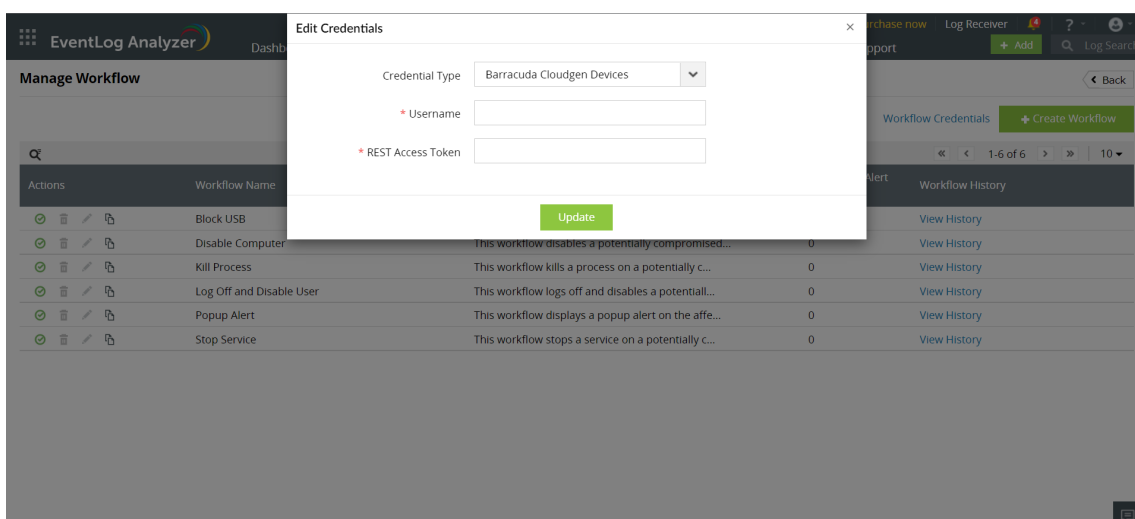 Edit Credentials
×
rchase now
Log Receiver
?
EventLog Analyzer
Dashb
pport
+ Add
Log Search
Credential Type
Barracuda Cloudgen Devices
Manage Workflow
Back
* Username
Workflow Credentials
+ Create Workflow
* REST Access Token
1-6 of 6
10
Actions
Workflow Name
Alert
Workflow History
Update
Block USB
View History
Disable Computer
This workflow disables a potentially compromised...
0
View History
Kill Process
This workflow kills a process on a potentially c...
0
View History
Log Off and Disable User
This workflow logs off and disables a potentiall...
0
View History
Popup Alert
This workflow displays a popup alert on the affe...
0
View History
Stop Service
This workflow stops a service on a potentially c...
0
View History